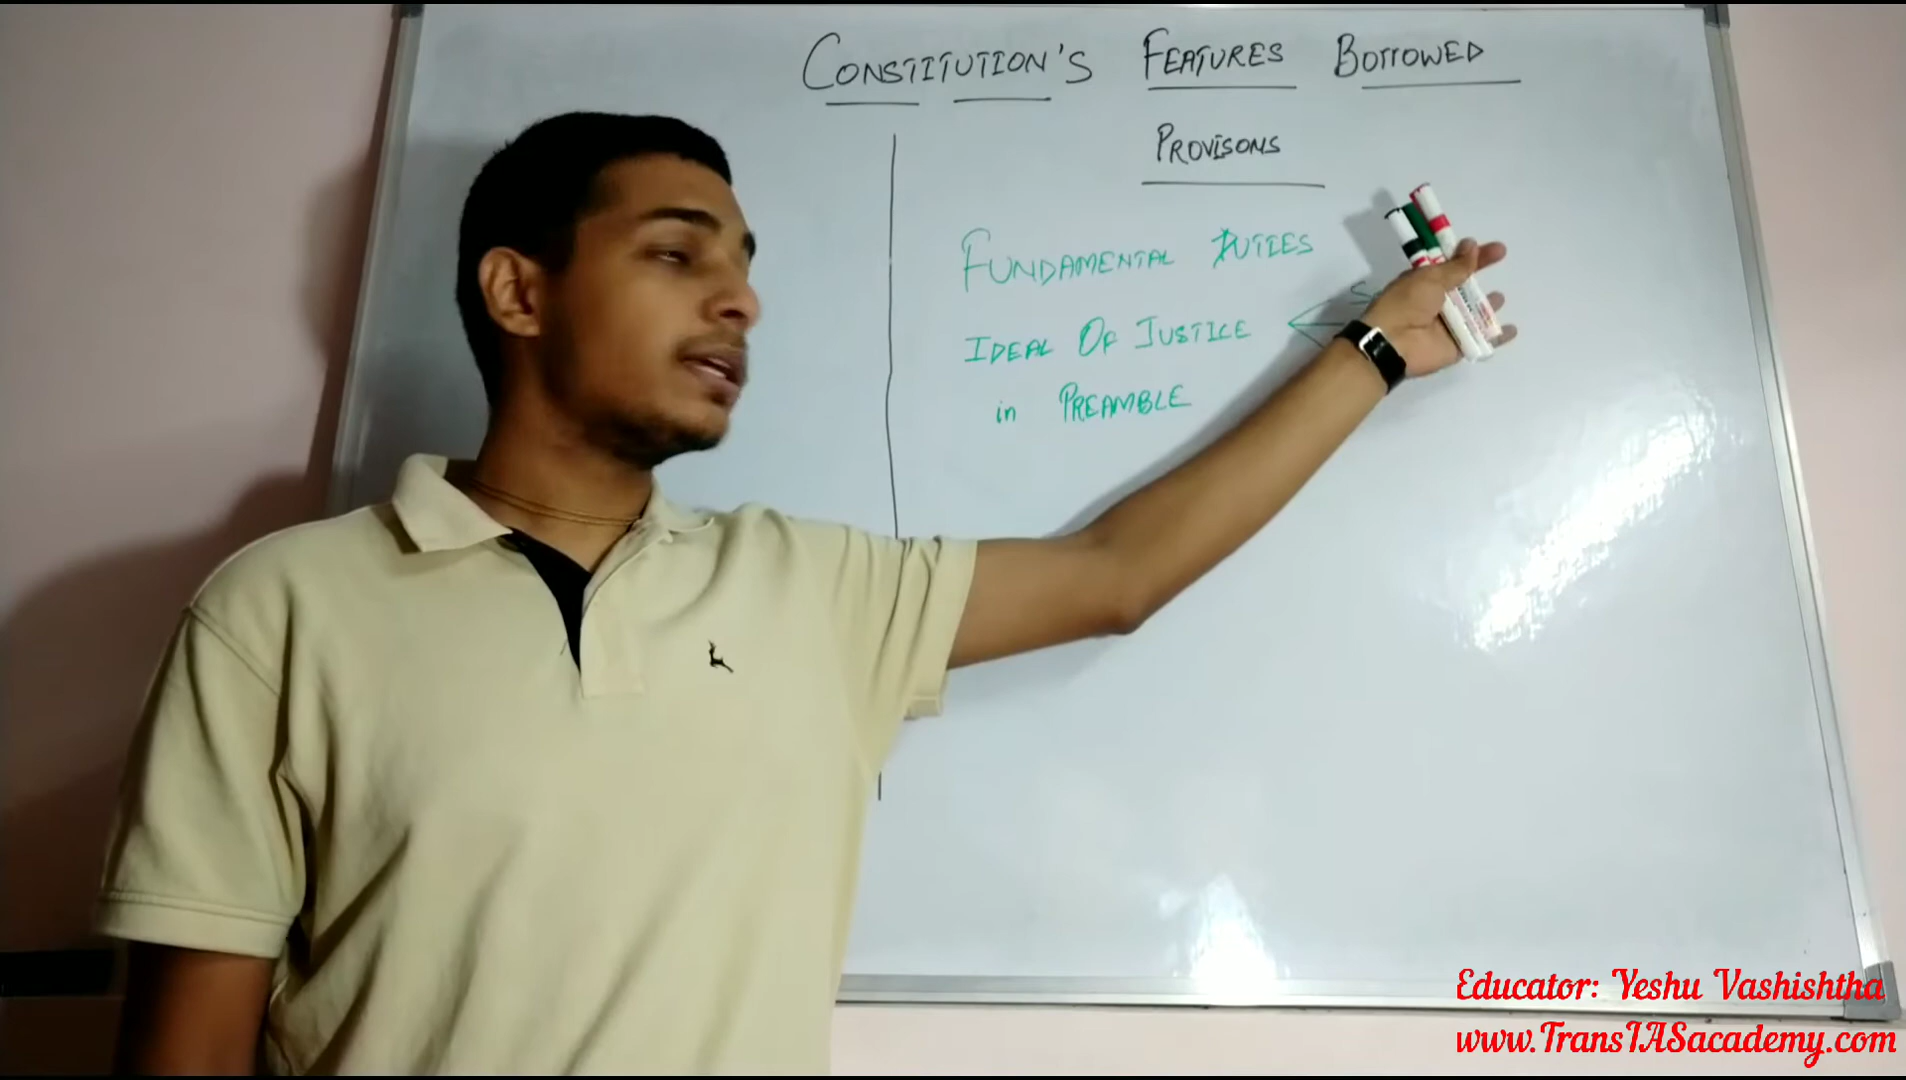 CONSTITUTION'S FEATURES BORROWED
PROVISONS
FUNDAMENTAL DUTIES
IDEAL OF JUSTICE
in PREAMBLE
Educator: Yeshu Vashishtha
www.TransIASacademy.com